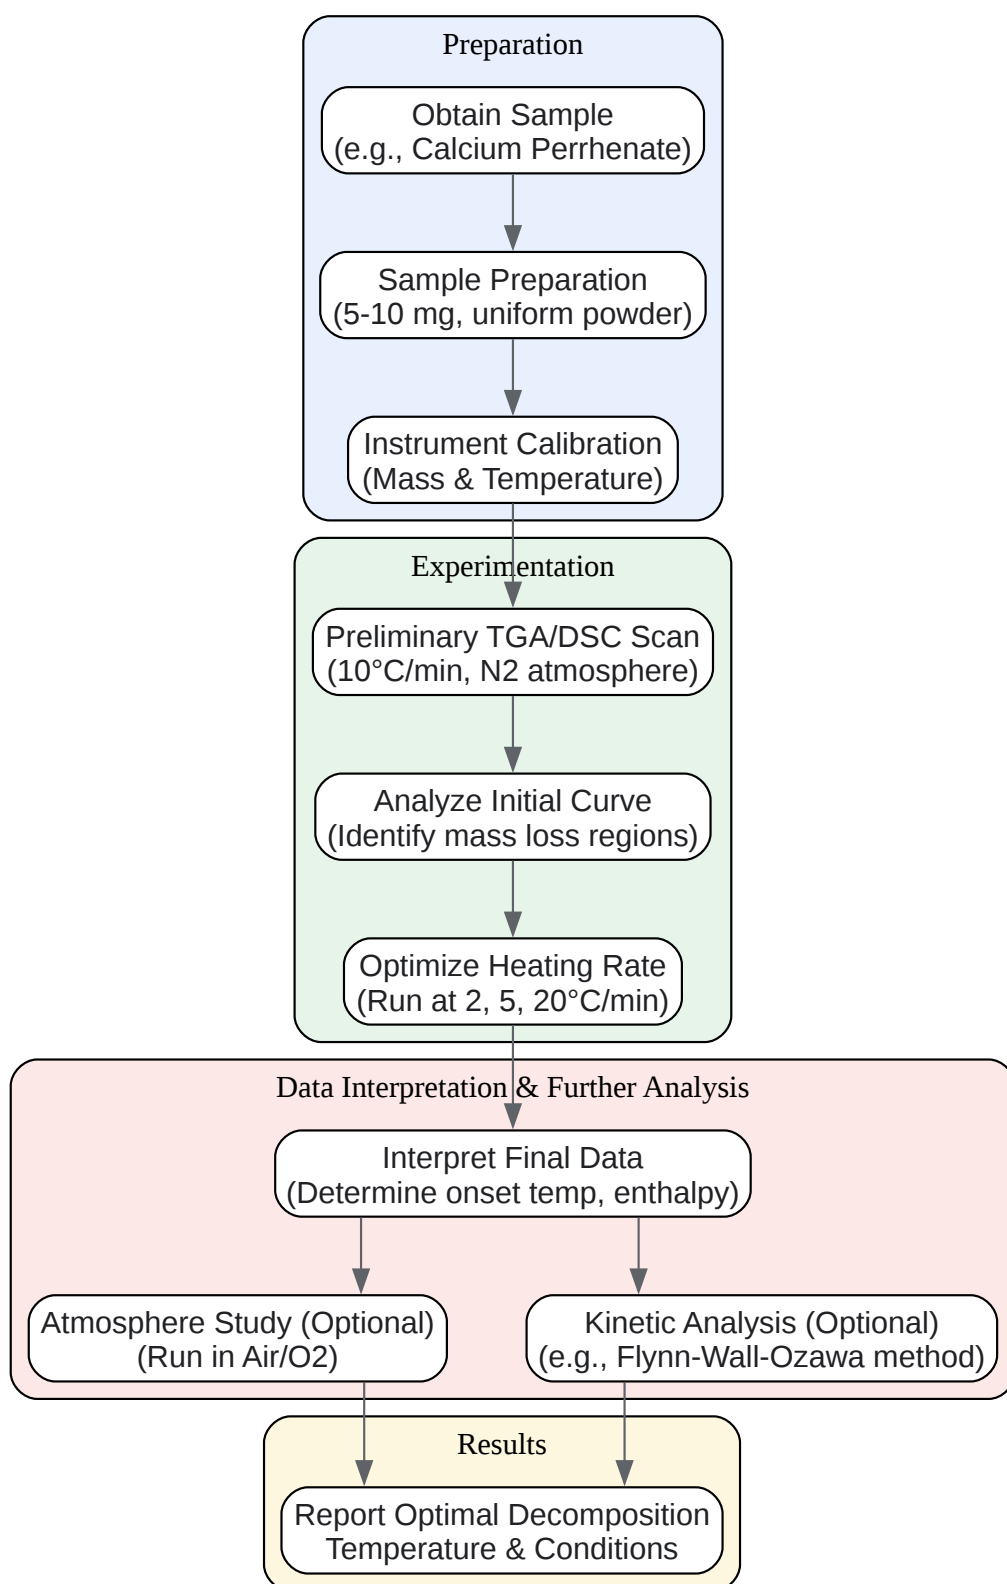 Preparation
Obtain Sample
(e.g., Calcium Perrhenate)
Sample Preparation
(5-10 mg, uniform powder)
Instrument Calibration
(Mass & Temperature)
Experimentation
Preliminary TGA/DSC Scan
(10°C/min, N2 atmosphere)
Analyze Initial Curve
(Identify mass loss regions)
Optimize Heating Rate
(Run at 2, 5, 20°C/min)
Data Interpretation & Further Analysis
Interpret Final Data
(Determine onset temp, enthalpy)
Atmosphere Study (Optional)
(Run in Air/O2)
Kinetic Analysis (Optional)
(e.g., Flynn-Wall-Ozawa method)
Results
Report Optimal Decomposition
Temperature & Conditions